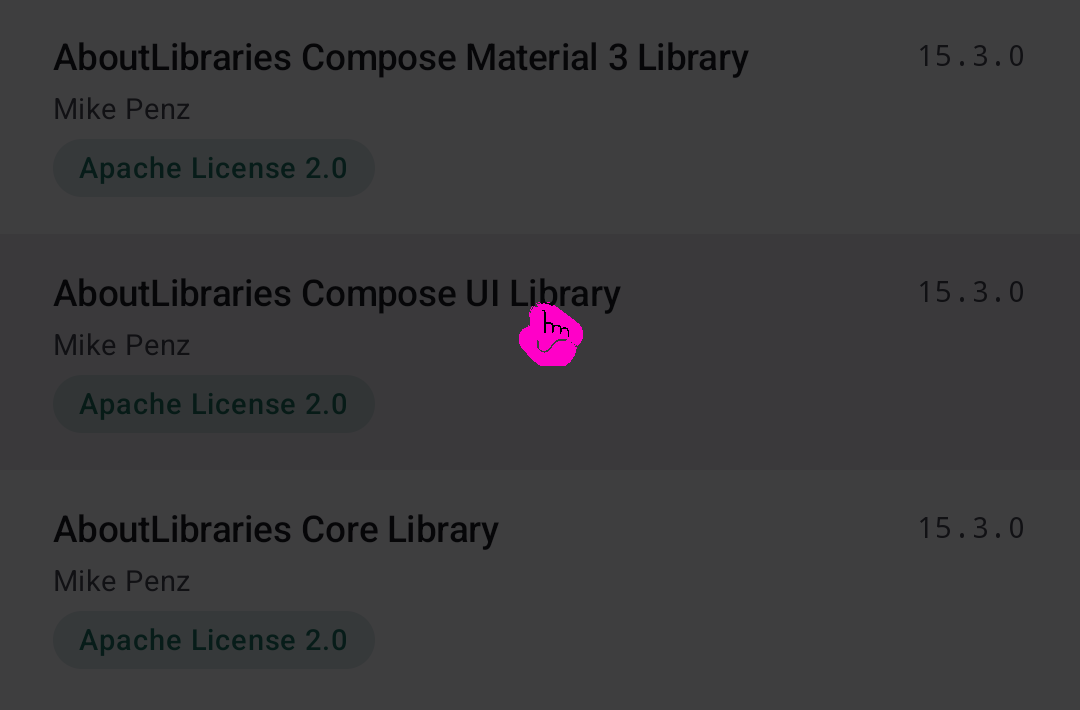 AboutLibraries Compose Material 3 Library 15.3.0
Mike Penz
Apache License 2.0
AboutLibraries Compose UI Library 15.3.0
Mike Penz
Apache License 2.0
AboutLibraries Core Library 15.3.0
Mike Penz
Apache License 2.0